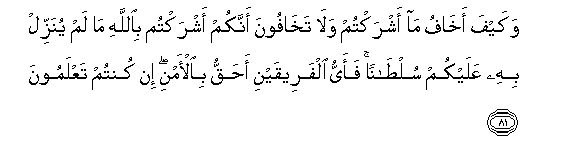 وَكَيْفَ أَخَافُ مَآ أَشْرَكْتُمْ وَلَا تَخَافُونَ أَنَّكُمْ أَشْرَكْتُم بِٱللَّهِ مَا لَمْ يُنَزِّلْ
بِهِۦ عَلَيْكُمْ سُلْطَـٰنًا ۚ فَأَىُّ ٱلْفَرِيقَيْنِ أَحَقُّ بِٱلْأَمْنِ ۖ إِن كُنتُمْ تَعْلَمُونَ
٨١